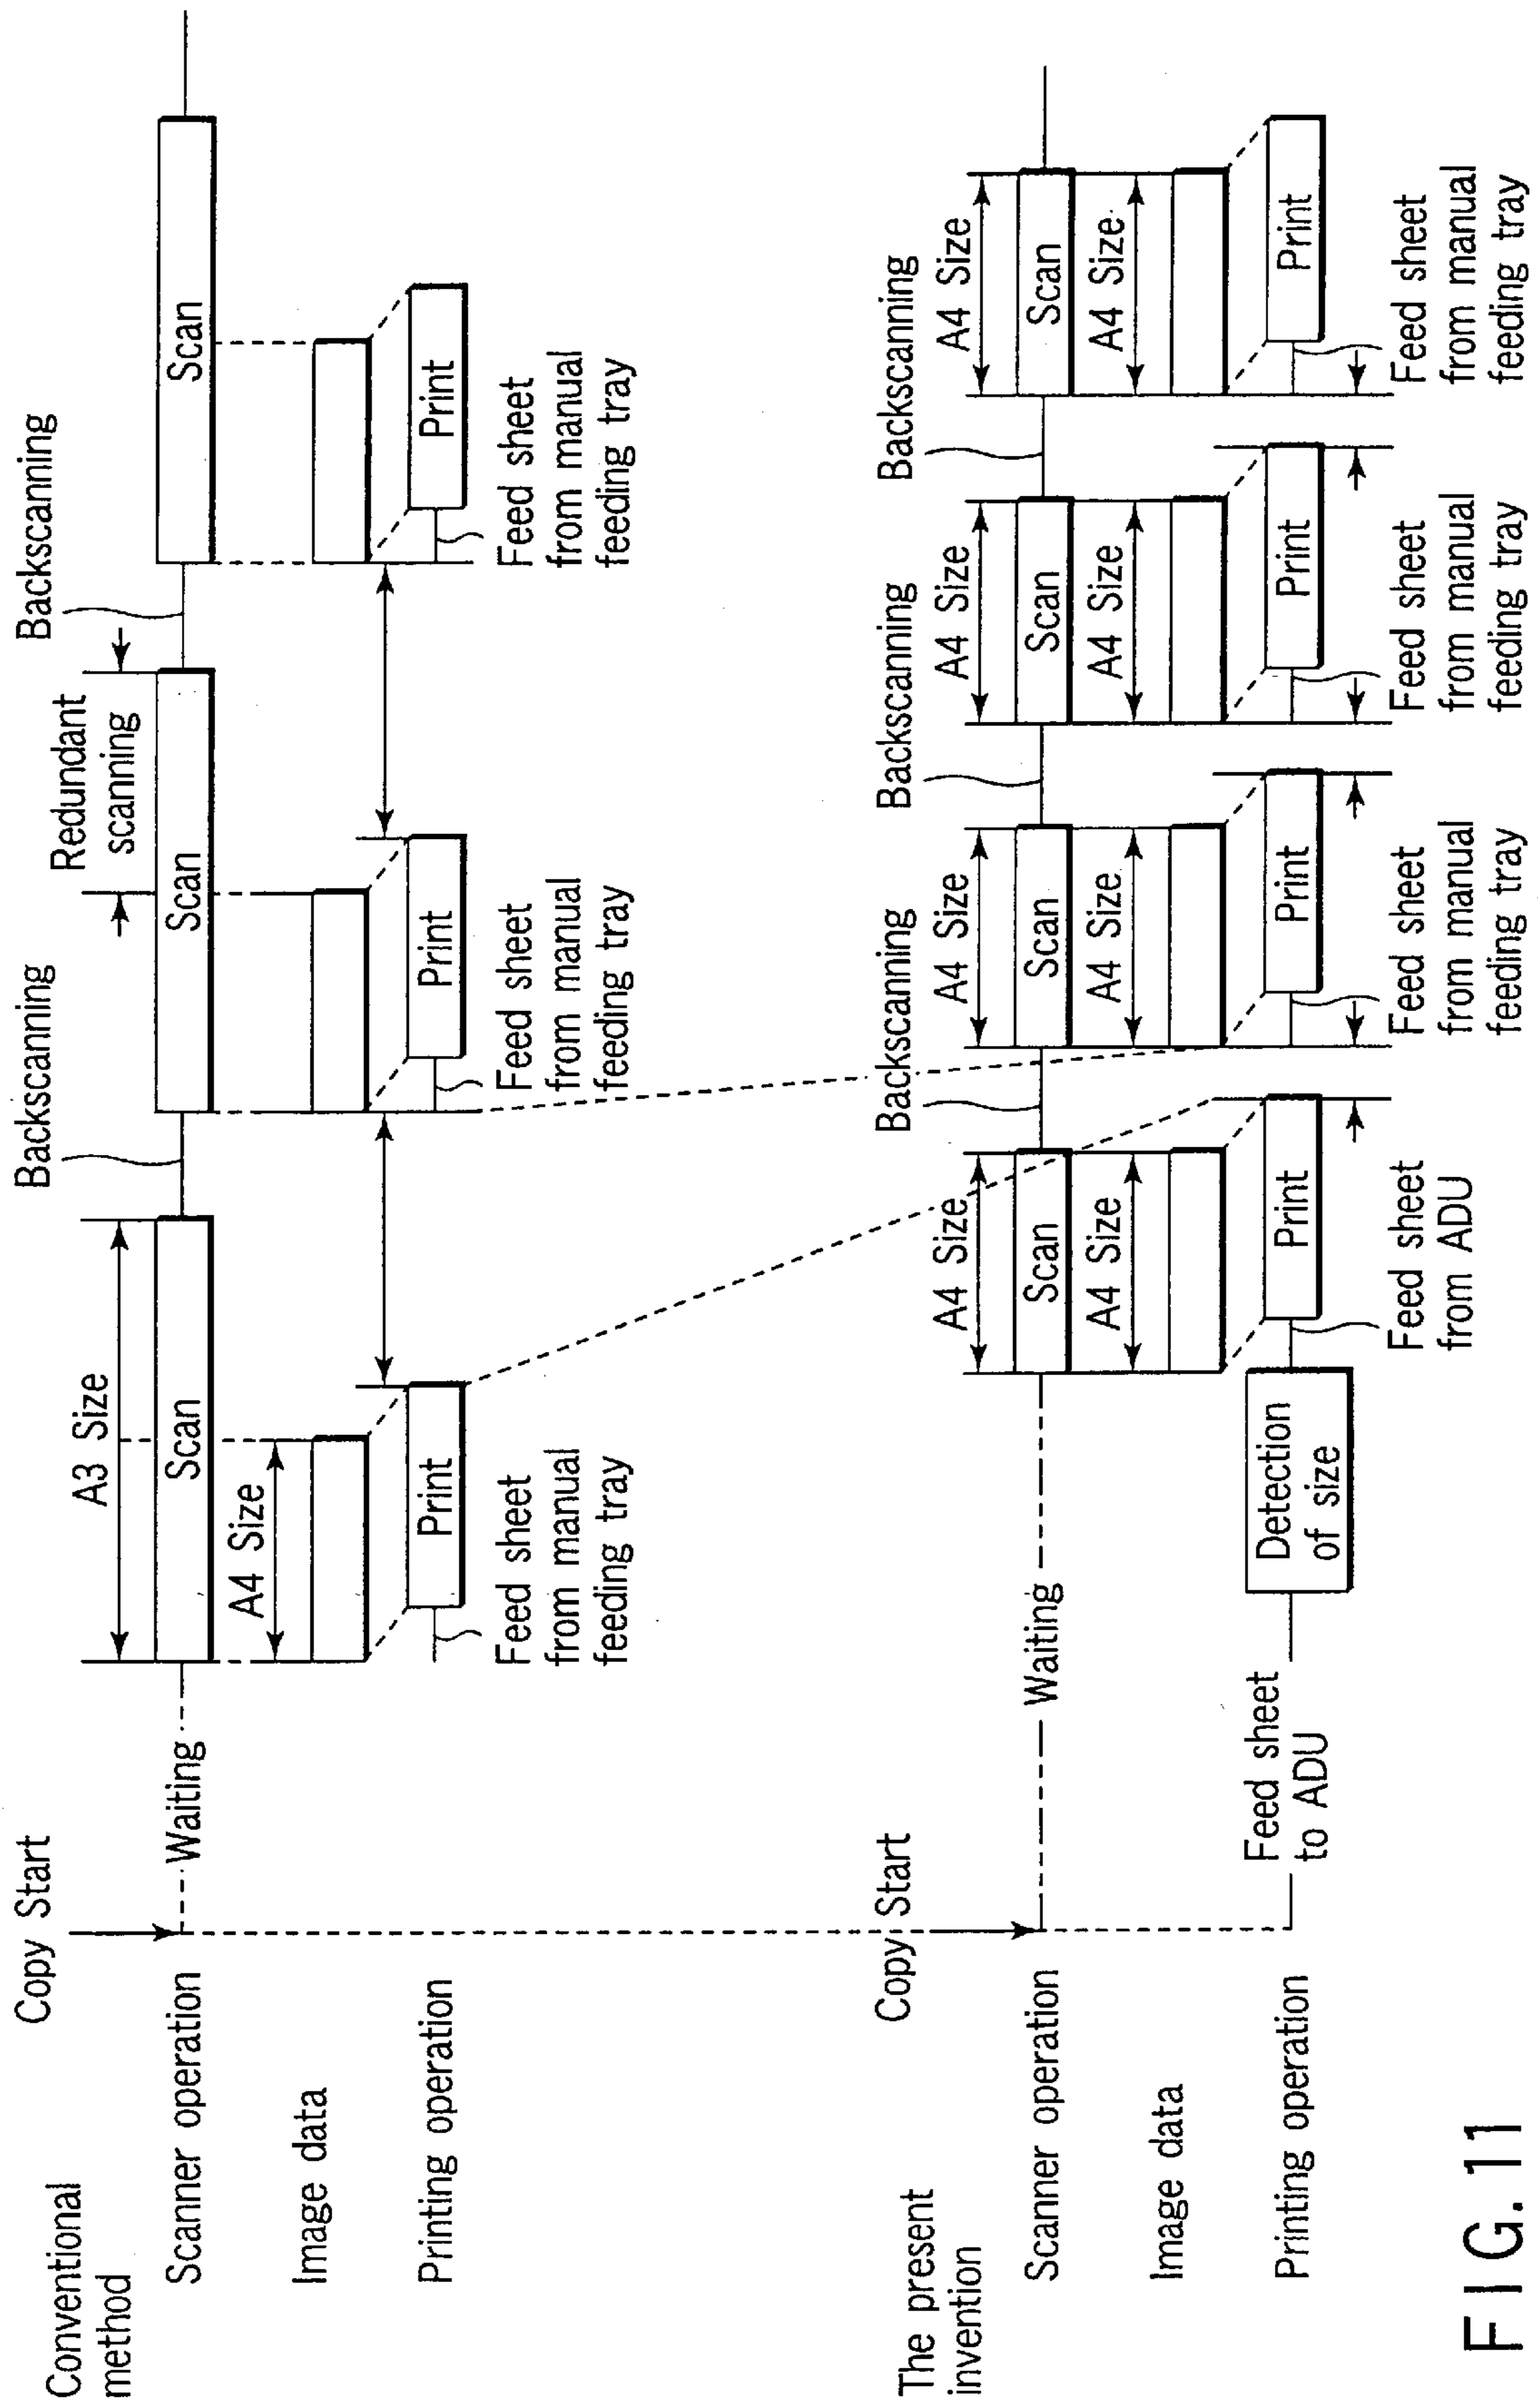 Conventional
method
Copy Start
Backscanning
Redundant
scanning
Backscanning
A3 Size
Scanner operation
Waiting
Scan
Scan
Scan
A4 Size
Image data
Printing operation
Print
Print
Print
Feed sheet
from manual
feeding tray
Feed sheet
from manual
feeding tray
Feed sheet
from manual
feeding tray
The present
invention
Copy Start
Backscanning
Backscanning
Backscanning
A4 Size
A4 Size
A4 Size
A4 Size
Scanner operation
Waiting
Scan
Scan
Scan
Scan
A4 Size
A4 Size
A4 Size
A4 Size
Image data
Printing operation
Feed sheet
to ADU
Detection
of size
Print
Print
Print
Print
Feed sheet
from ADU
Feed sheet
from manual
feeding tray
Feed sheet
from manual
feeding tray
Feed sheet
from manual
feeding tray
FIG.11